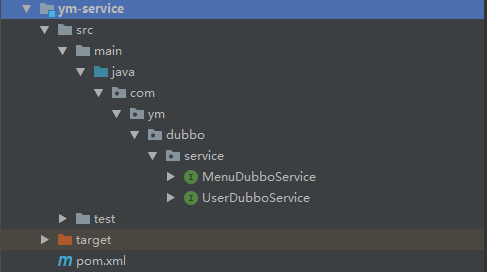 ym-service
src
main
java
com
ym
dubbo
service
MenuDubboService
UserDubboService
test
target
pom.xml